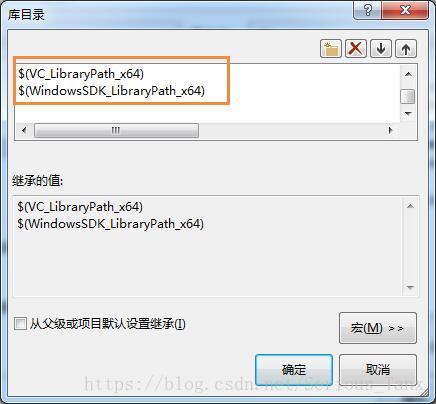 库目录
$(VC_LibraryPath_x64)
$(WindowsSDK_LibraryPath_x64)
继承的值:
$(VC_LibraryPath_x64)
$(WindowsSDK_LibraryPath_x64)
从父级或项目默认设置继承(I)
宏(M) >>
确定
取消
https://blog.csdn.net/Seriour_fanx